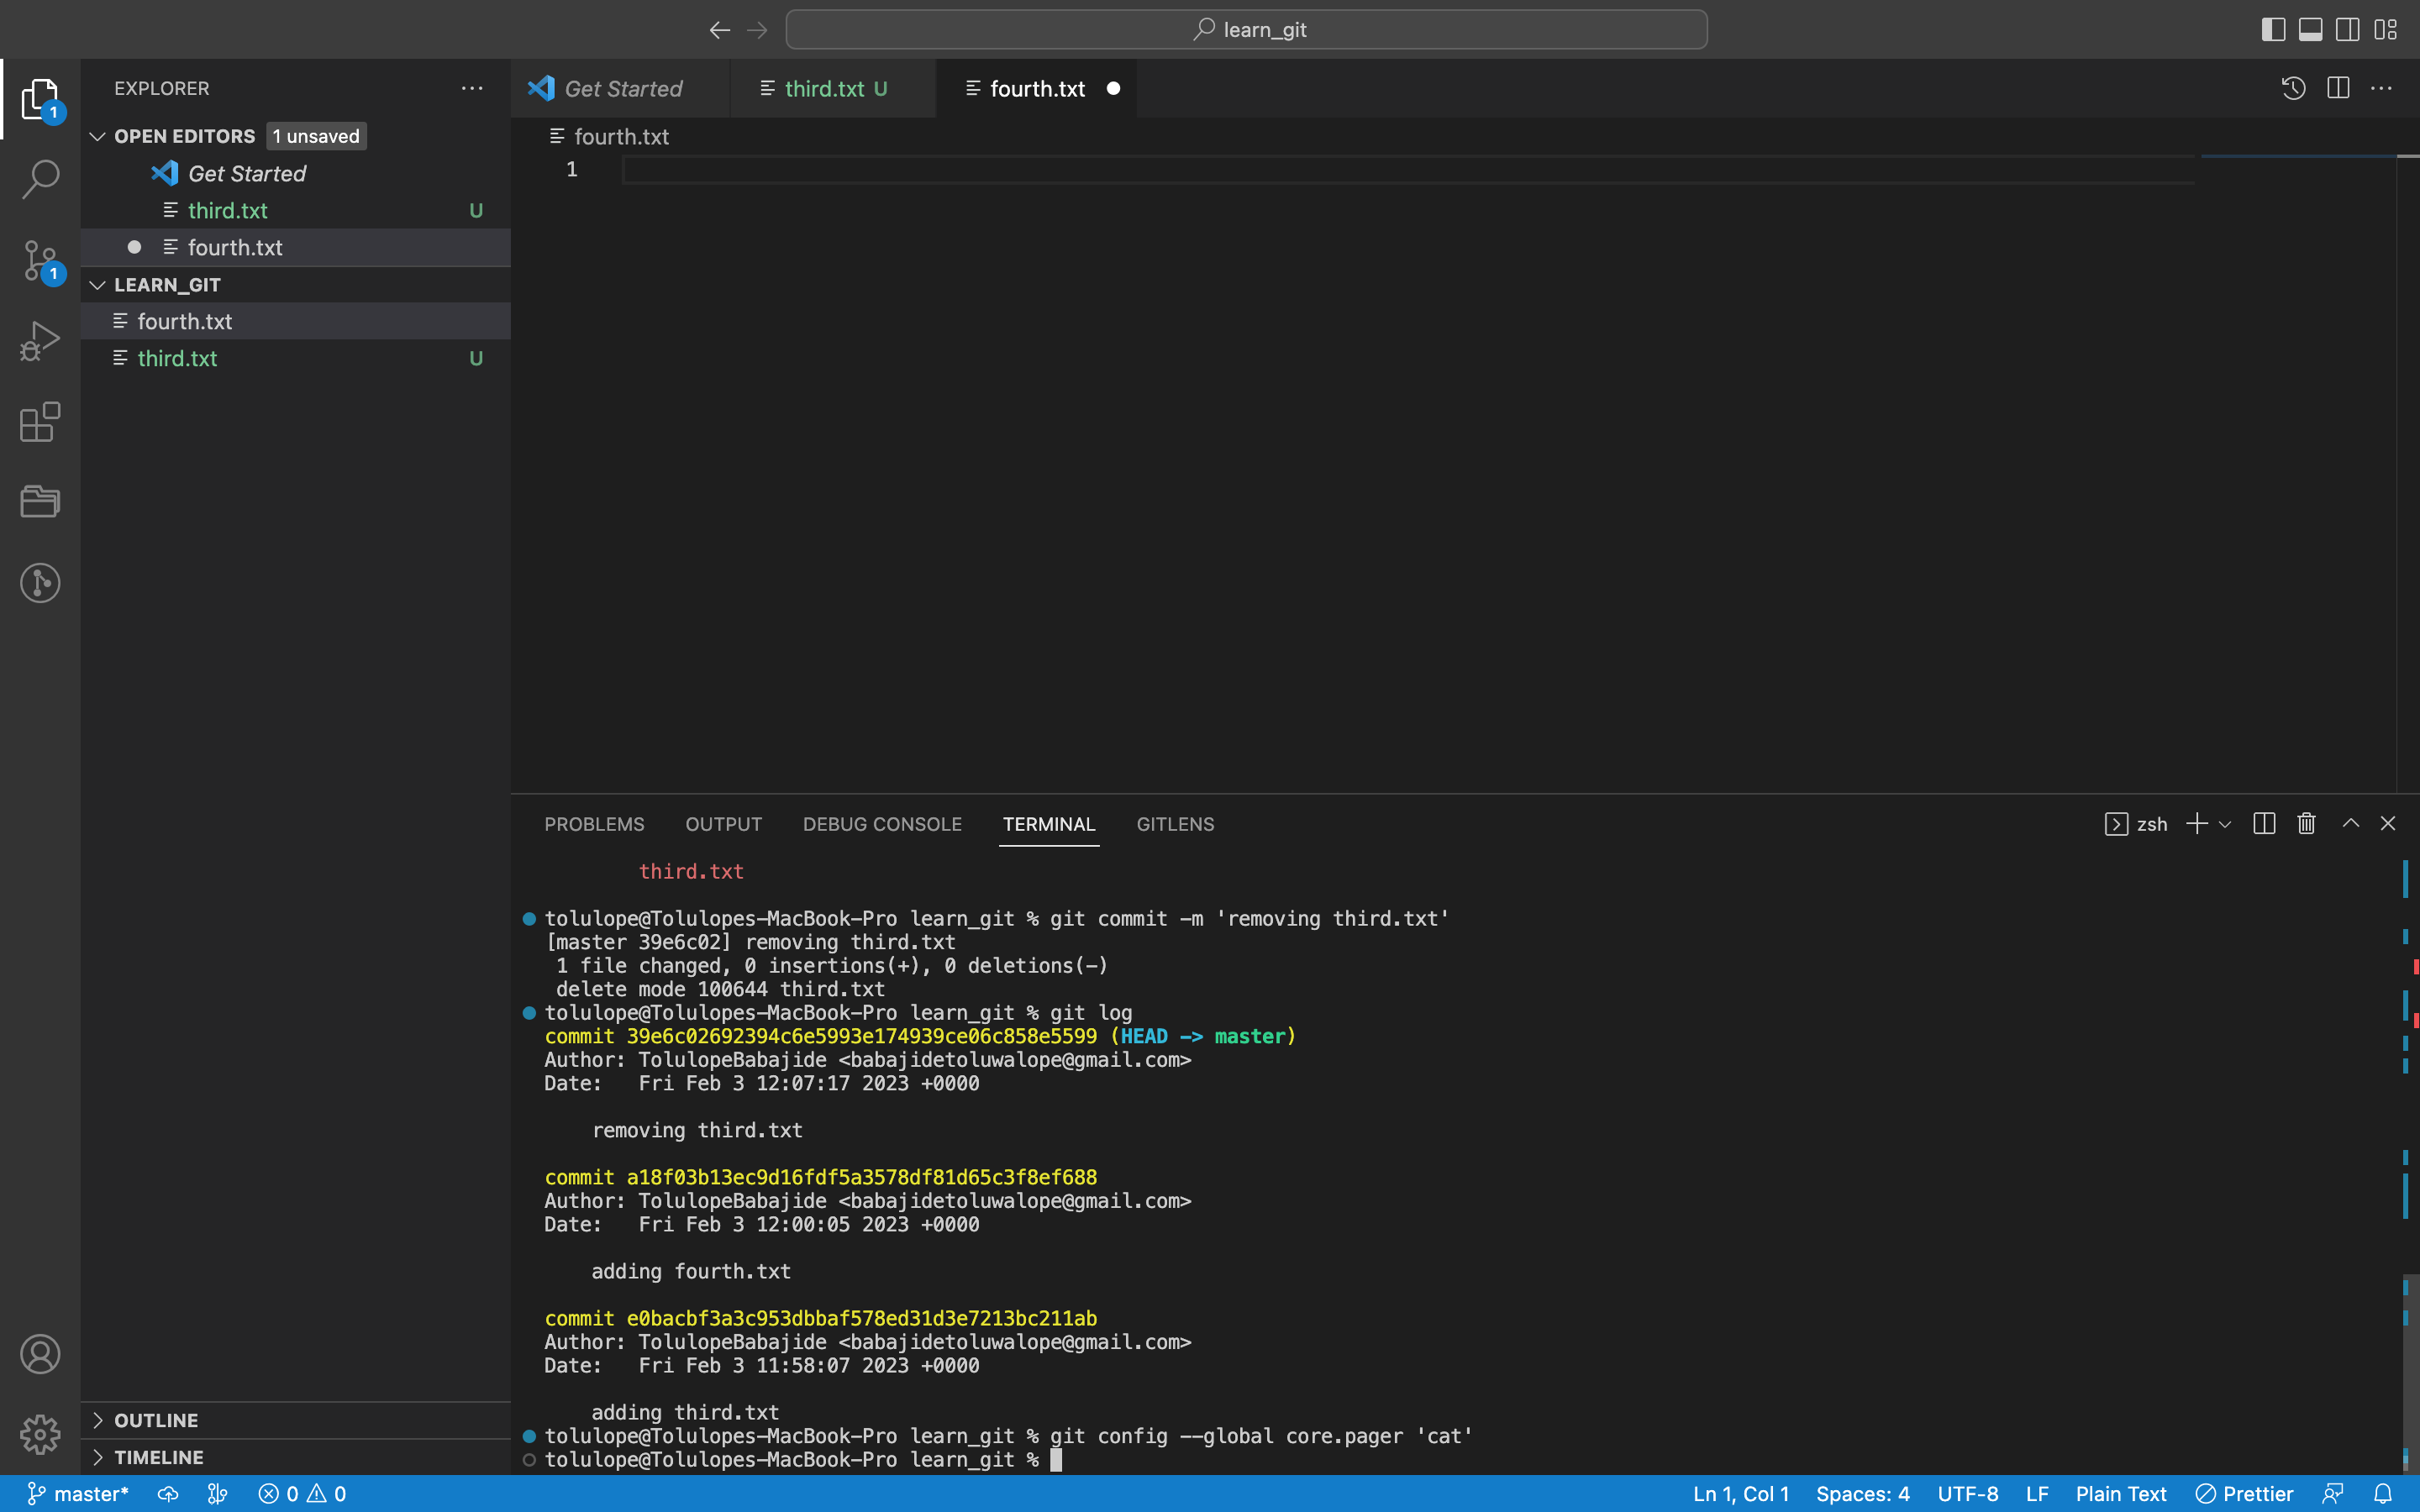 learn_git
EXPLORER
Get Started
third.txt U
fourth.txt
1
OPEN EDITORS 1 unsaved
fourth.txt
Get Started
1
third.txt U
fourth.txt
1
LEARN_GIT
fourth.txt
third.txt U
PROBLEMS OUTPUT DEBUG CONSOLE TERMINAL GITLENS
zsh
third.txt
tolulope@Tolulopes-MacBook-Pro learn_git % git commit -m 'removing third.txt'
[master 39e6c02] removing third.txt
1 file changed, 0 insertions(+), 0 deletions(-)
delete mode 100644 third.txt
tolulope@Tolulopes-MacBook-Pro learn_git % git log
commit 39e6c02692394c6e5993e174939ce06c858e5599 (HEAD -> master)
Author: TolulopeBabajide <babajidetoluwalope@gmail.com>
Date:   Fri Feb 3 12:07:17 2023 +0000
removing third.txt
commit a18f03b13ec9d16fdf5a3578df81d65c3f8ef688
Author: TolulopeBabajide <babajidetoluwalope@gmail.com>
Date:   Fri Feb 3 12:00:05 2023 +0000
adding fourth.txt
commit e0bacbf3a3c953dbbaf578ed31d3e7213bc211ab
Author: TolulopeBabajide <babajidetoluwalope@gmail.com>
Date:   Fri Feb 3 11:58:07 2023 +0000
adding third.txt
tolulope@Tolulopes-MacBook-Pro learn_git % git config --global core.pager 'cat'
tolulope@Tolulopes-MacBook-Pro learn_git %
OUTLINE
TIMELINE
master* 0 0 Ln 1, Col 1 Spaces: 4 UTF-8 LF Plain Text Prettier